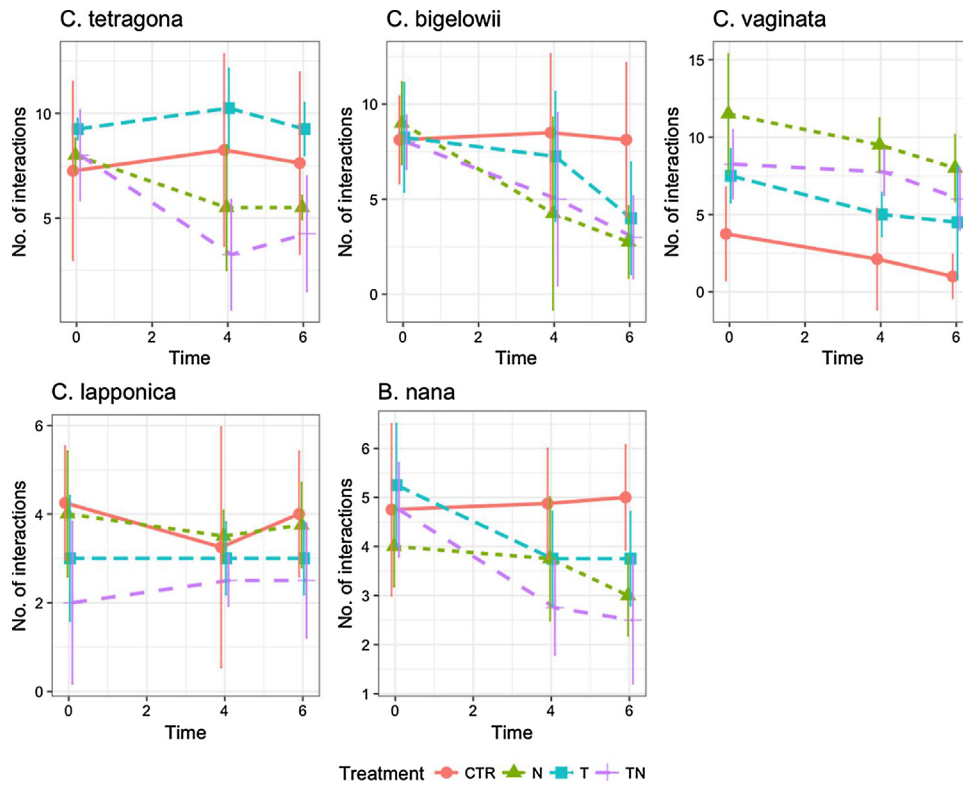 C. tetragona
C. bigelowii
C. vaginata
No. of interactions
10
5
0 2 4 6
Time
No. of interactions
10
5
0
0 2 4 6
Time
No. of interactions
15
10
5
0
0 2 4 6
Time
C. lapponica
B. nana
No. of interactions
6
4
2
0
0 2 4 6
Time
No. of interactions
6
5
4
3
2
1
0 2 4 6
Time
Treatment CTR N T TN